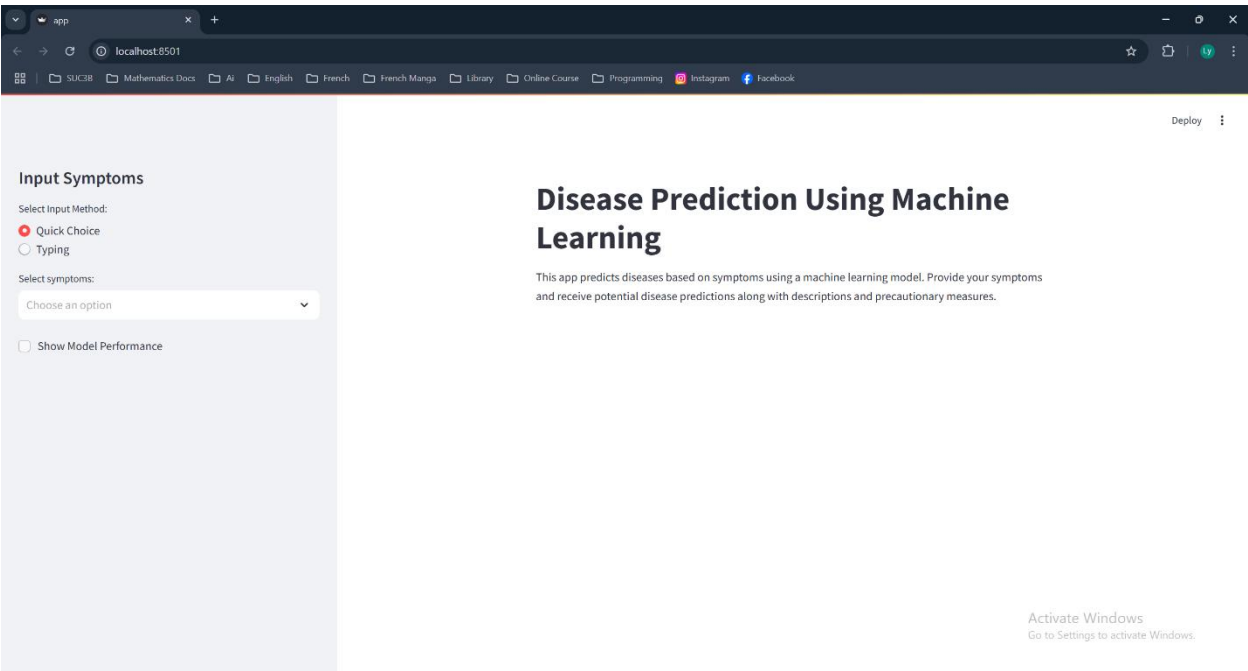 app
localhost:8501
SUC3B Mathematics Docs Ai English French French Manga Library Online Course Programming Instagram Facebook
Ly
Deploy
Input Symptoms
Select Input Method:
Quick Choice
Typing
Select symptoms:
Choose an option
Show Model Performance
Disease Prediction Using Machine
Learning
This app predicts diseases based on symptoms using a machine learning model. Provide your symptoms
and receive potential disease predictions along with descriptions and precautionary measures.
Activate Windows
Go to Settings to activate Windows.